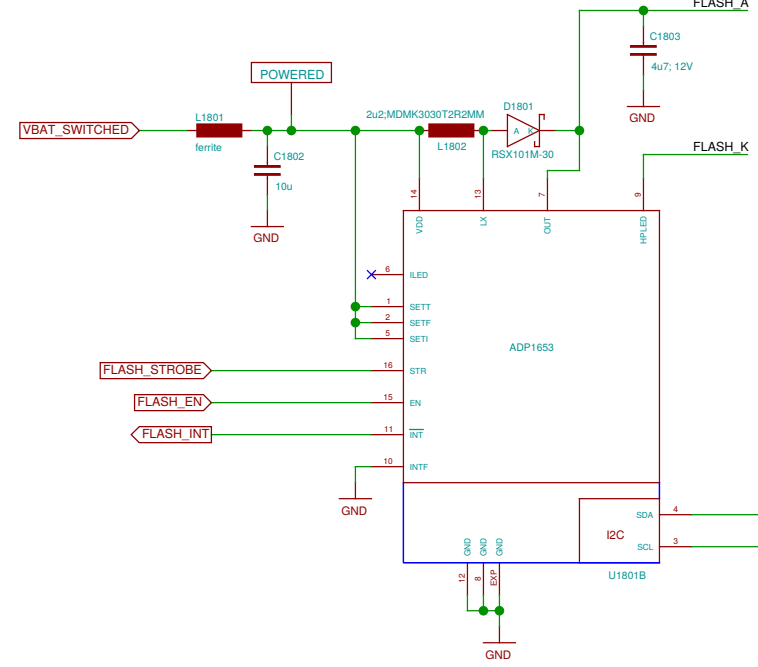 FLASH_A
C1803
4u7; 12V
GND
POWERED
VBAT_SWITCHED
L1801
ferrite
C1802
10u
GND
2u2;MDMK3030T2R2MM
L1802
D1801
A K
RSX101M-30
FLASH_K
14
13
7
9
VDD
LX
OUT
HPLED
6
ILED
1
SETT
2
SETF
5
SETI
ADP1653
FLASH_STROBE
16
STR
FLASH_EN
15
EN
FLASH_INT
11
INT
10
INTF
GND
I2C
SDA
4
SCL
3
U1801B
GND
GND
GND
12
8
EXP
GND